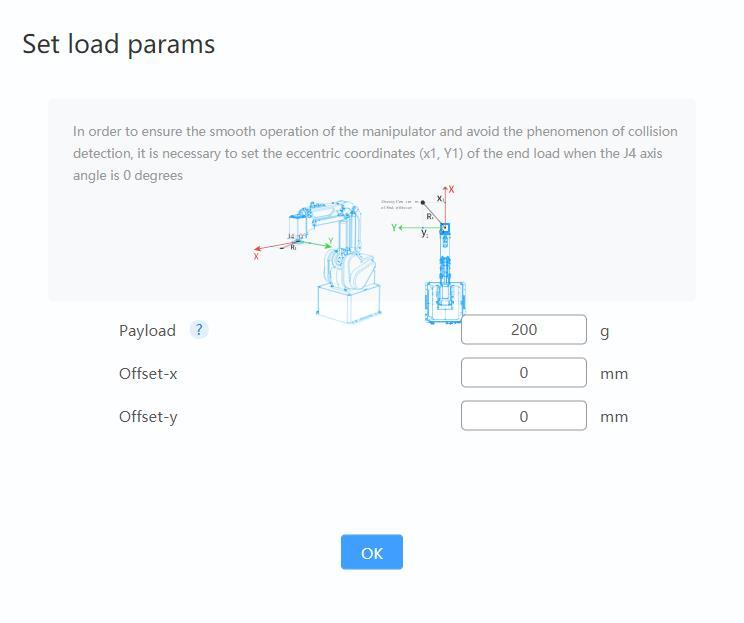 Set load params
In order to ensure the smooth operation of the manipulator and avoid the phenomenon of collision
detection, it is necessary to set the eccentric coordinates (x1, Y1) of the end load when the J4 axis
angle is 0 degrees
X
X
R
Y
J4
Y
R
X
Payload ? 200 g
Offset-x 0 mm
Offset-y 0 mm
OK